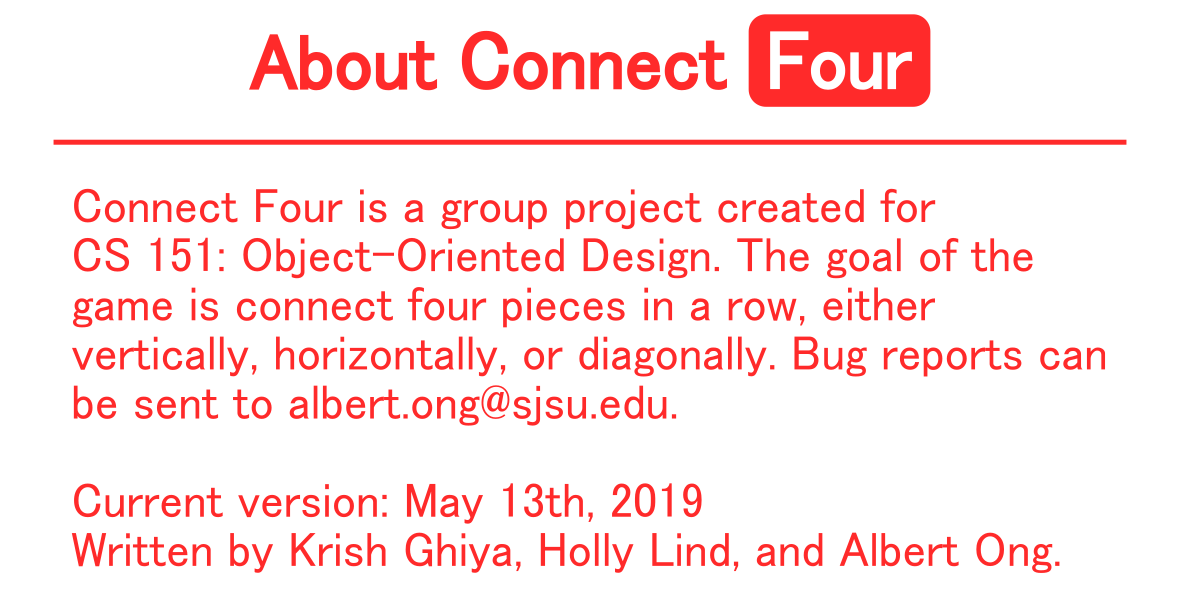 About Connect Four
Connect Four is a group project created for
CS 151: Object-Oriented Design. The goal of the
game is connect four pieces in a row, either
vertically, horizontally, or diagonally. Bug reports can
be sent to albert.ong@sjsu.edu.
Current version: May 13th, 2019
Written by Krish Ghiya, Holly Lind, and Albert Ong.